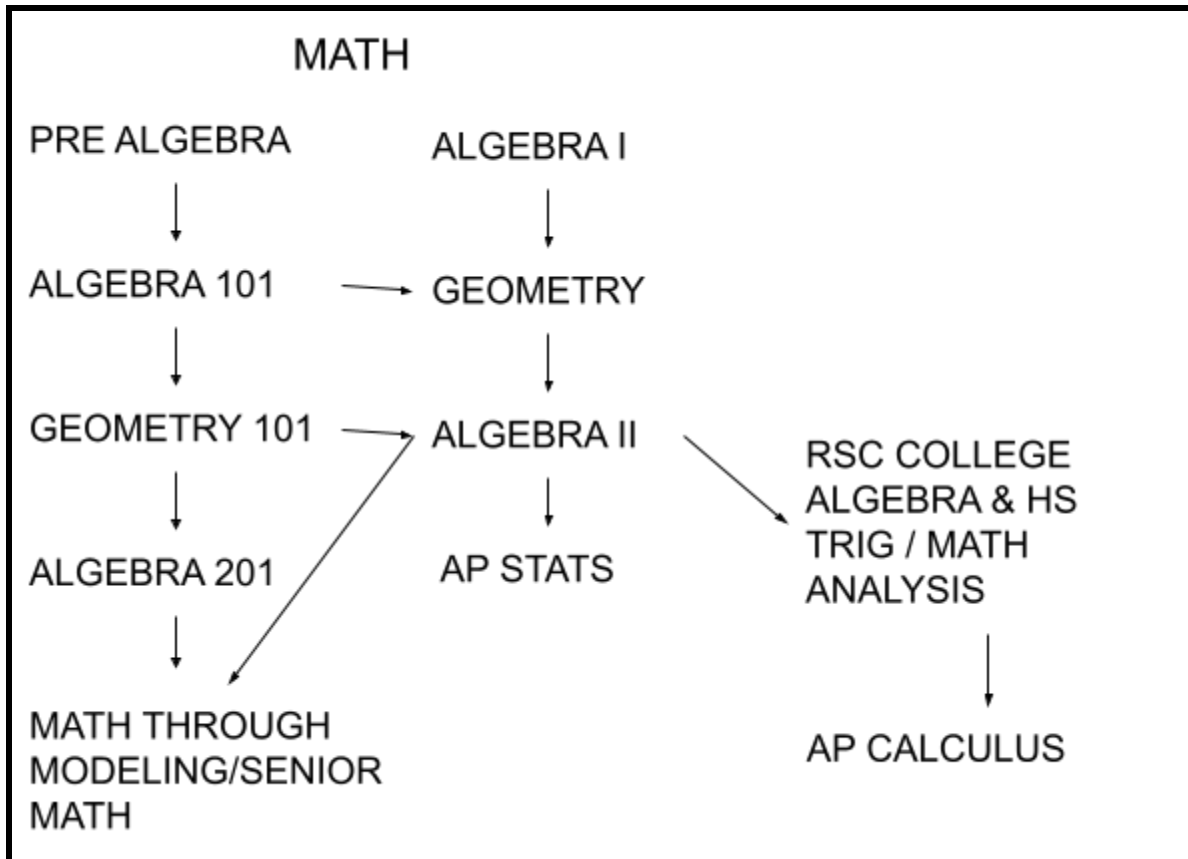 MATH
PRE ALGEBRA
ALGEBRA I
ALGEBRA 101
GEOMETRY
GEOMETRY 101
ALGEBRA II
RSC COLLEGE
ALGEBRA & HS
TRIG / MATH
ANALYSIS
ALGEBRA 201
AP STATS
MATH THROUGH
MODELING/SENIOR
MATH
AP CALCULUS